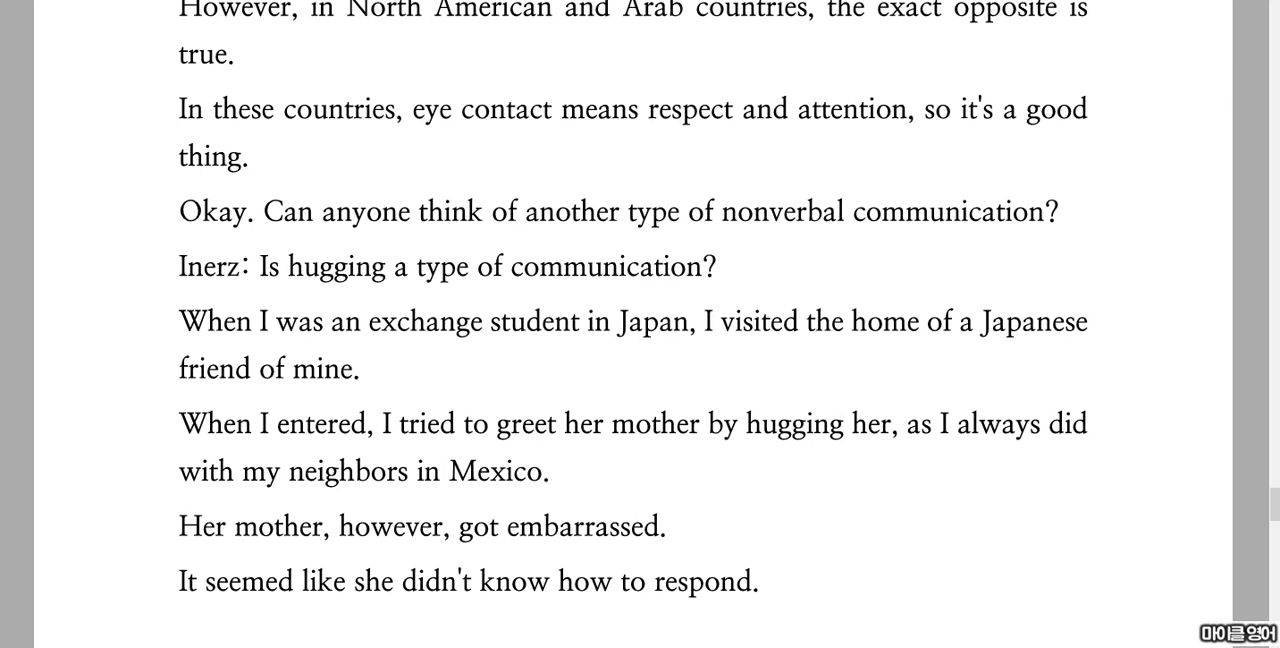 However, in North American and Arab countries, the exact opposite is
true.
In these countries, eye contact means respect and attention, so it's a good
thing.
Okay. Can anyone think of another type of nonverbal communication?
Inerz: Is hugging a type of communication?
When I was an exchange student in Japan, I visited the home of a Japanese
friend of mine.
When I entered, I tried to greet her mother by hugging her, as I always did
with my neighbors in Mexico.
Her mother, however, got embarrassed.
It seemed like she didn't know how to respond.
마이클영어